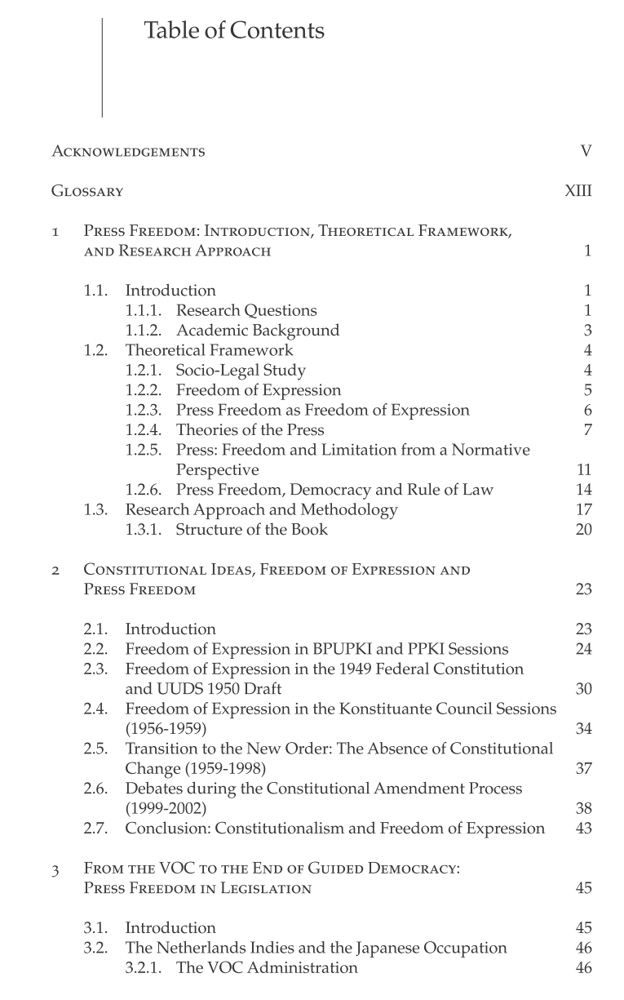 Table of Contents
Acknowledgements V
Glossary XIII
1 Press Freedom: Introduction, Theoretical Framework,
and Research Approach 1
1.1. Introduction 1
1.1.1. Research Questions 1
1.1.2. Academic Background 3
1.2. Theoretical Framework 4
1.2.1. Socio-Legal Study 4
1.2.2. Freedom of Expression 5
1.2.3. Press Freedom as Freedom of Expression 6
1.2.4. Theories of the Press 7
1.2.5. Press: Freedom and Limitation from a Normative
Perspective 11
1.2.6. Press Freedom, Democracy and Rule of Law 14
1.3. Research Approach and Methodology 17
1.3.1. Structure of the Book 20
2 Constitutional Ideas, Freedom of Expression and
Press Freedom 23
2.1. Introduction 23
2.2. Freedom of Expression in BPUPKI and PPKI Sessions 24
2.3. Freedom of Expression in the 1949 Federal Constitution
and UUDS 1950 Draft 30
2.4. Freedom of Expression in the Konstituante Council Sessions
(1956-1959) 34
2.5. Transition to the New Order: The Absence of Constitutional
Change (1959-1998) 37
2.6. Debates during the Constitutional Amendment Process
(1999-2002) 38
2.7. Conclusion: Constitutionalism and Freedom of Expression 43
3 From the VOC to the End of Guided Democracy:
Press Freedom in Legislation 45
3.1. Introduction 45
3.2. The Netherlands Indies and the Japanese Occupation 46
3.2.1. The VOC Administration 46